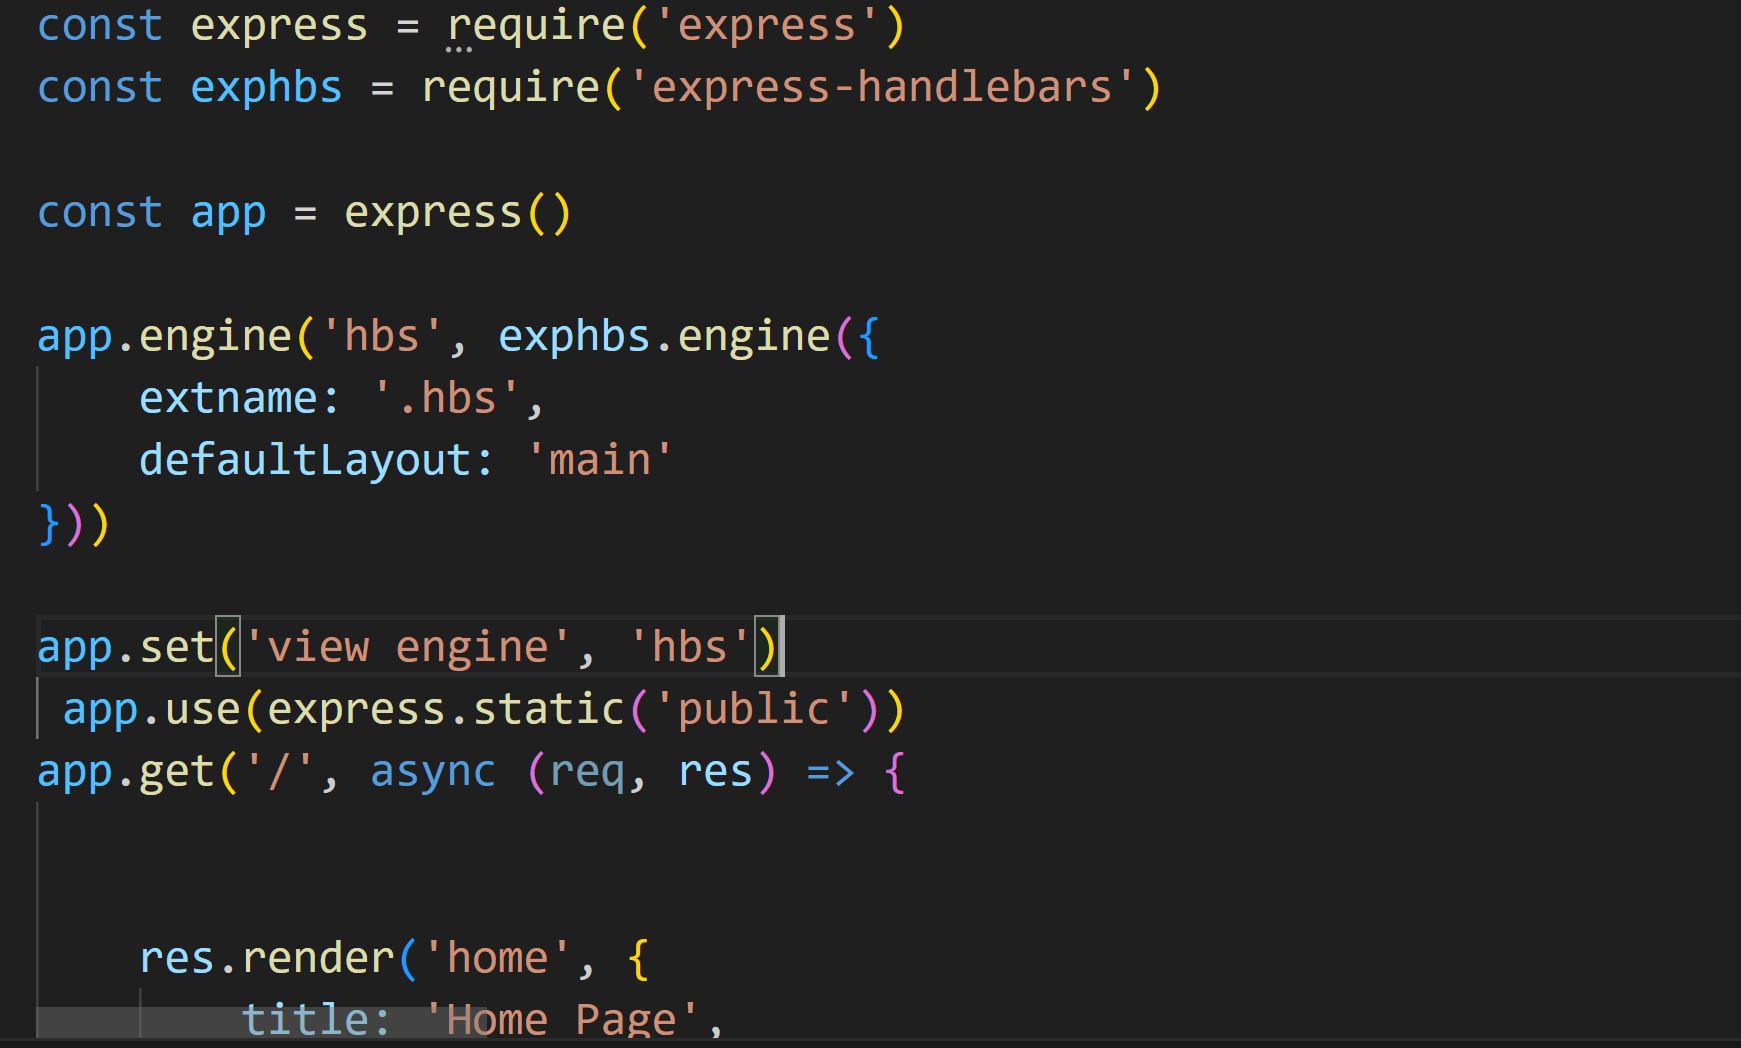 const express = require('express')
const exphbs = require('express-handlebars')
const app = express()
app.engine('hbs', exphbs.engine({
    extname: '.hbs',
    defaultLayout: 'main'
}))
app.set('view engine', 'hbs')
 app.use(express.static('public'))
app.get('/', async (req, res) => {
    res.render('home', {
        title: 'Home Page',